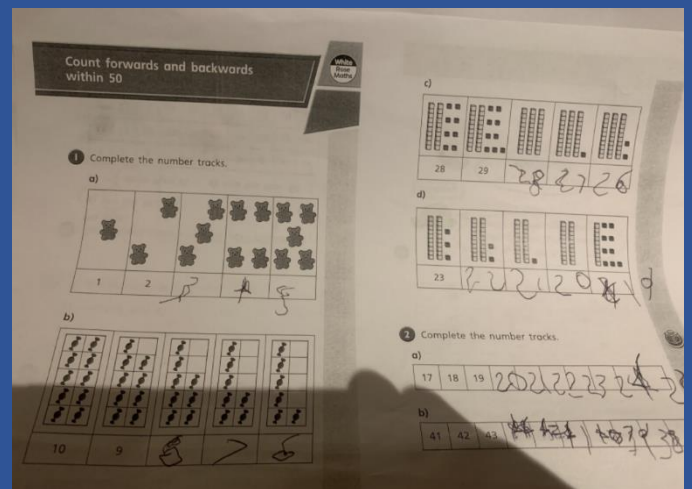 Count forwards and backwards
within 50
White
Rose
Maths
1 Complete the number tracks.
a)
1 2 3 4 5
b)
10 9 8 7 6
c)
28 29 28 27 26
d)
23 22 21 20 19
2 Complete the number tracks.
a)
17 18 19 20 21 22 23 24
b)
41 42 43 38